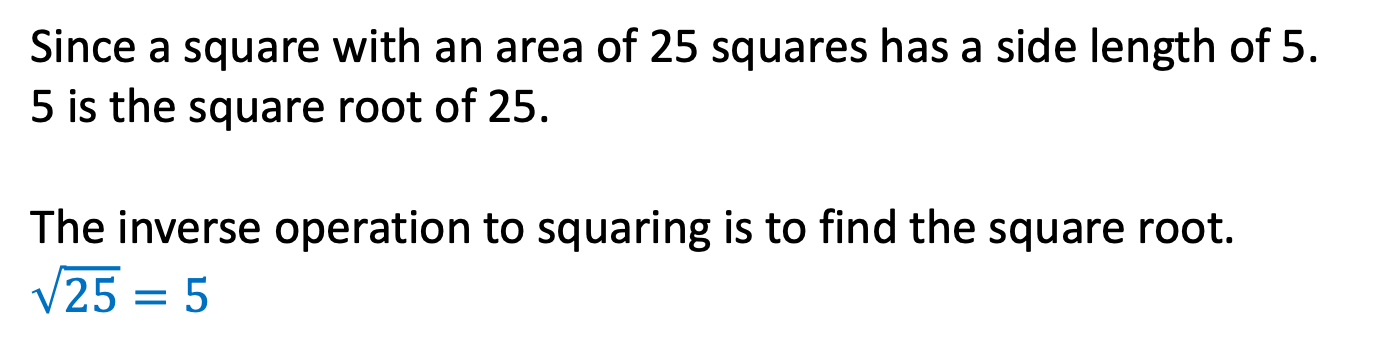 Since a square with an area of 25 squares has a side length of 5.
5 is the square root of 25.
The inverse operation to squaring is to find the square root.
√25 = 5